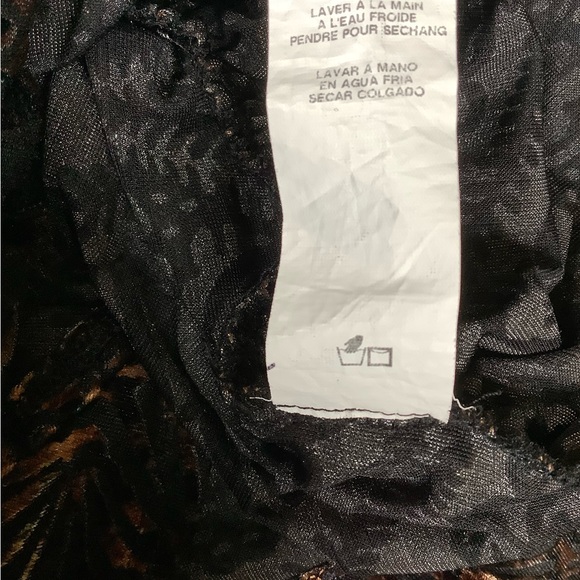 LAVER À LA MAIN
A L'EAU FROIDE
PENDRE POUR SECHANG
LAVAR A MANO
EN AGUA FRIA
SECAR COLGADO